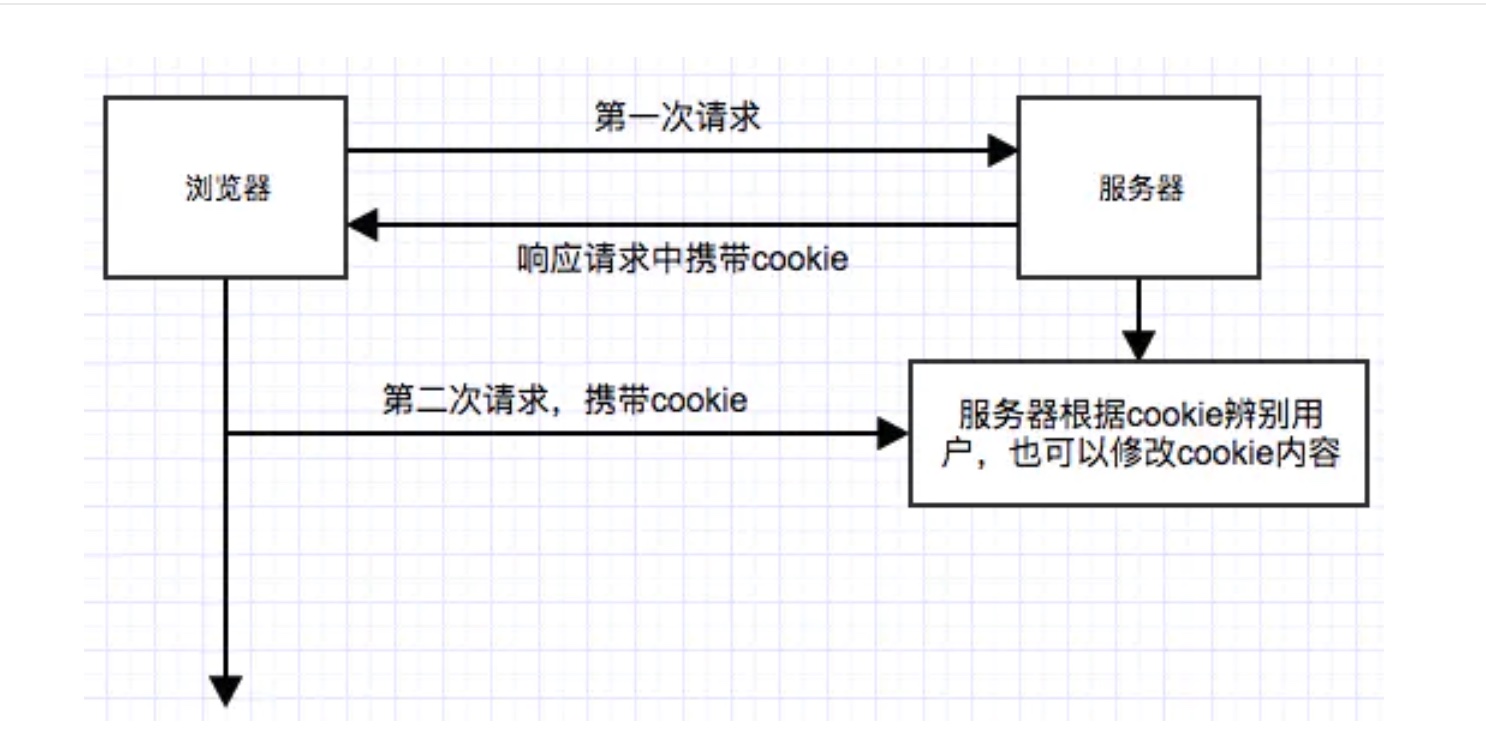 第一次请求
浏览器
服务器
响应请求中携带cookie
第二次请求，携带cookie
服务器根据cookie辨别用
户，也可以修改cookie内容